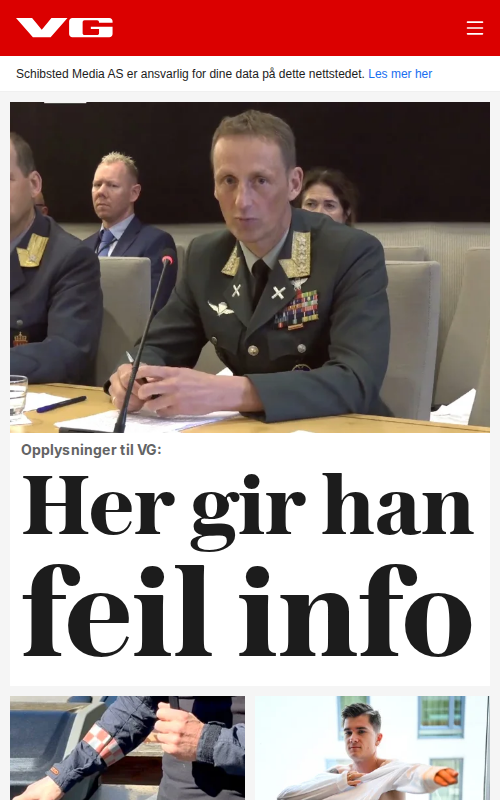 VG
Schibsted Media AS er ansvarlig for dine data på dette nettstedet. Les mer her
Opplysninger til VG:
Her gir han
feil info